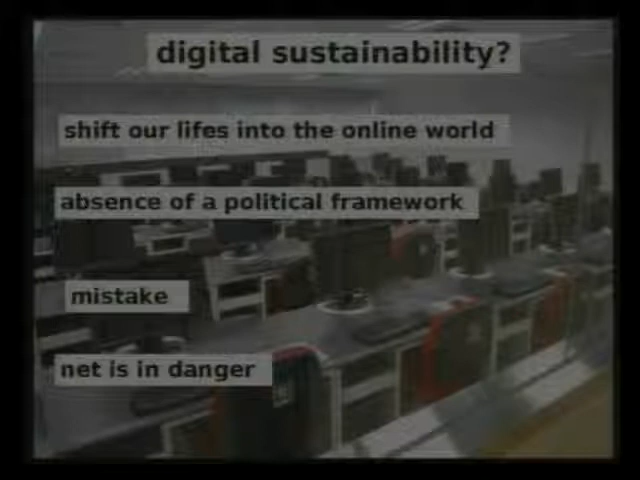 digital sustainability?
shift our lifes into the online world
absence of a political framework
mistake
net is in danger